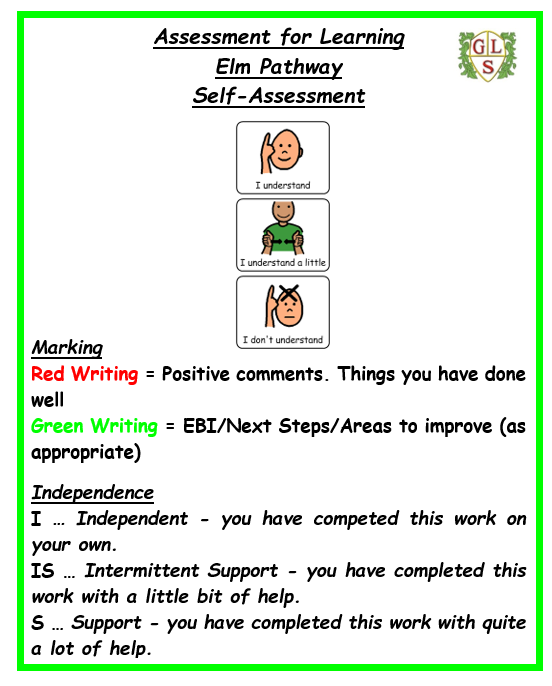 Assessment for Learning
Elm Pathway
Self-Assessment
G L
S
I understand
I understand a little
I don't understand
Marking
Red Writing = Positive comments. Things you have done
well
Green Writing = EBI/Next Steps/Areas to improve (as
appropriate)
Independence
I … Independent - you have competed this work on
your own.
IS … Intermittent Support - you have completed this
work with a little bit of help.
S … Support - you have completed this work with quite
a lot of help.